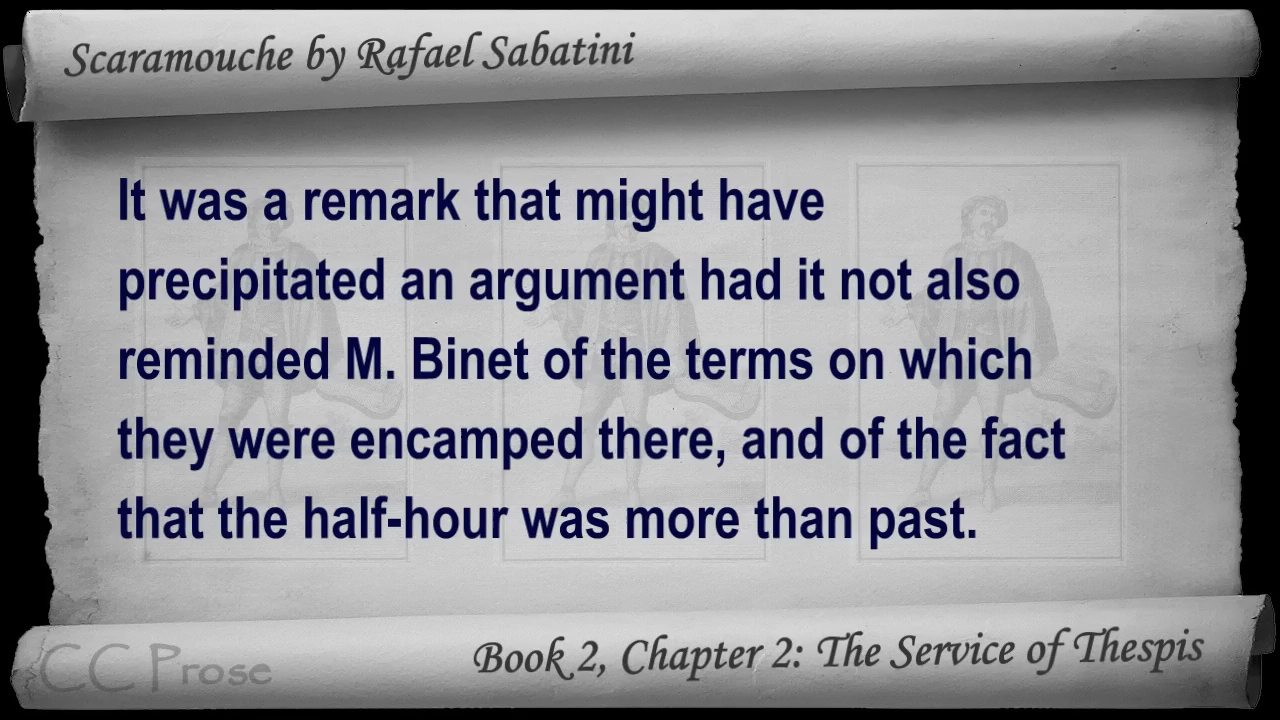 Scaramouche by Rafael Sabatini
It was a remark that might have
precipitated an argument had it not also
reminded M. Binet of the terms on which
they were encamped there, and of the fact
that the half-hour was more than past.
CC Prose
Book 2, Chapter 2: The Service of Thespis